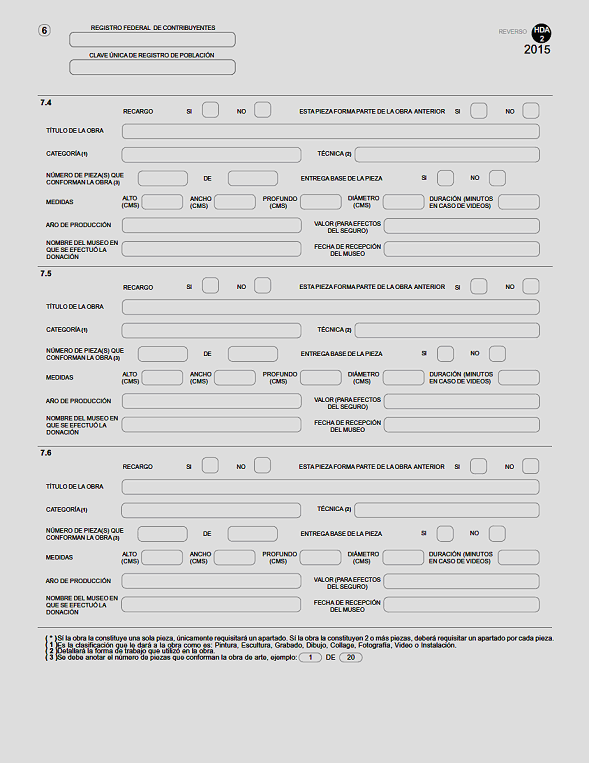 6 REGISTRO FEDERAL DE CONTRIBUYENTES REVERSO HDA 2
2015
CLAVE ÚNICA DE REGISTRO DE POBLACIÓN
7.4
RECARGO SI NO ESTA PIEZA FORMA PARTE DE LA OBRA ANTERIOR SI NO
TÍTULO DE LA OBRA
CATEGORÍA (1) TÉCNICA (2)
NÚMERO DE PIEZA(S) QUE CONFORMAN LA OBRA (3) DE ENTREGA BASE DE LA PIEZA SI NO
MEDIDAS ALTO (CMS) ANCHO (CMS) PROFUNDO (CMS) DIÁMETRO (CMS) DURACIÓN (MINUTOS EN CASO DE VIDEOS)
AÑO DE PRODUCCIÓN VALOR (PARA EFECTOS DEL SEGURO)
NOMBRE DEL MUSEO EN QUE SE EFECTUÓ LA DONACIÓN FECHA DE RECEPCIÓN DEL MUSEO
7.5
RECARGO SI NO ESTA PIEZA FORMA PARTE DE LA OBRA ANTERIOR SI NO
TÍTULO DE LA OBRA
CATEGORÍA (1) TÉCNICA (2)
NÚMERO DE PIEZA(S) QUE CONFORMAN LA OBRA (3) DE ENTREGA BASE DE LA PIEZA SI NO
MEDIDAS ALTO (CMS) ANCHO (CMS) PROFUNDO (CMS) DIÁMETRO (CMS) DURACIÓN (MINUTOS EN CASO DE VIDEOS)
AÑO DE PRODUCCIÓN VALOR (PARA EFECTOS DEL SEGURO)
NOMBRE DEL MUSEO EN QUE SE EFECTUÓ LA DONACIÓN FECHA DE RECEPCIÓN DEL MUSEO
7.6
RECARGO SI NO ESTA PIEZA FORMA PARTE DE LA OBRA ANTERIOR SI NO
TÍTULO DE LA OBRA
CATEGORÍA (1) TÉCNICA (2)
NÚMERO DE PIEZA(S) QUE CONFORMAN LA OBRA (3) DE ENTREGA BASE DE LA PIEZA SI NO
MEDIDAS ALTO (CMS) ANCHO (CMS) PROFUNDO (CMS) DIÁMETRO (CMS) DURACIÓN (MINUTOS EN CASO DE VIDEOS)
AÑO DE PRODUCCIÓN VALOR (PARA EFECTOS DEL SEGURO)
NOMBRE DEL MUSEO EN QUE SE EFECTUÓ LA DONACIÓN FECHA DE RECEPCIÓN DEL MUSEO
( * )Sí la obra la constituye una sola pieza, únicamente requisitará un apartado. Sí la obra la constituyen 2 o más piezas, deberá requisitar un apartado por cada pieza.
( 1 )Es la clasificación que le dará a la obra como es: Pintura, Escultura, Grabado, Dibujo, Collage, Fotografía, Video o Instalación.
( 2 )Detallará la forma de trabajo que utilizó en la obra.
( 3 )Se debe anotar el número de piezas que conforman la obra de arte, ejemplo: 1 DE 20